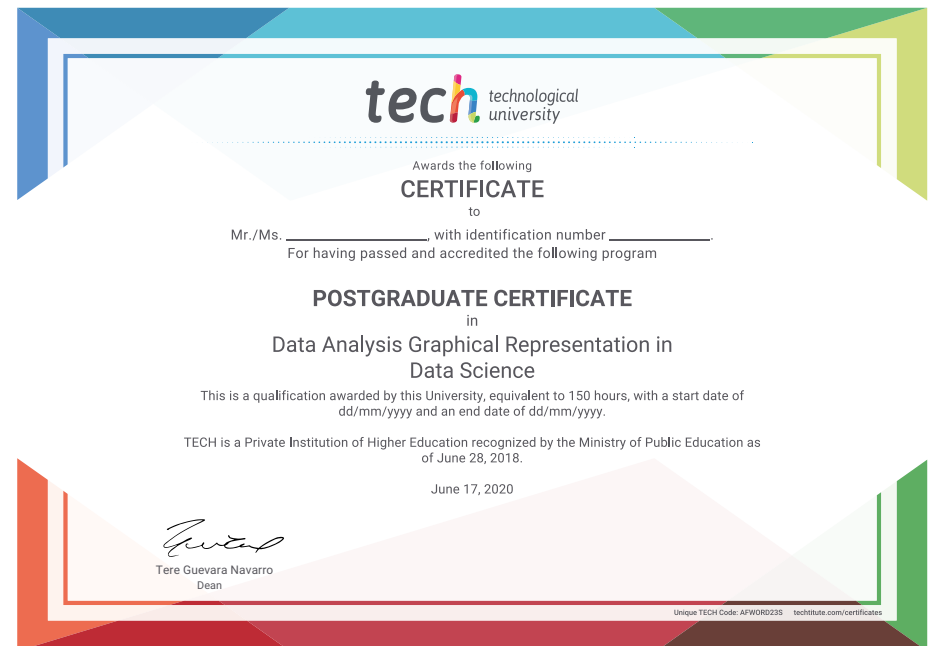 tech technological
university
Awards the following
CERTIFICATE
to
Mr./Ms. ____________________, with identification number ______________.
For having passed and accredited the following program
POSTGRADUATE CERTIFICATE
in
Data Analysis Graphical Representation in
Data Science
This is a qualification awarded by this University, equivalent to 150 hours, with a start date of
dd/mm/yyyy and an end date of dd/mm/yyyy.
TECH is a Private Institution of Higher Education recognized by the Ministry of Public Education as
of June 28, 2018.
June 17, 2020
Tere Guevara Navarro
Dean
Unique TECH Code: AFWORD23S techtitute.com/certificates